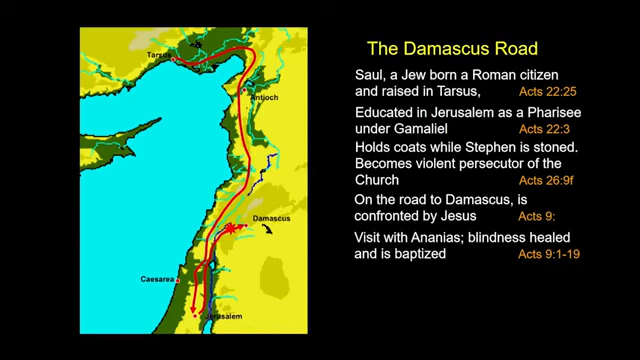 The Damascus Road
Saul, a Jew born a Roman citizen
and raised in Tarsus, Acts 22:25
Educated in Jerusalem as a Pharisee
under Gamaliel Acts 22:3
Holds coats while Stephen is stoned.
Becomes violent persecutor of the
Church Acts 26:9f
On the road to Damascus, is
confronted by Jesus Acts 9:
Visit with Ananias; blindness healed
and is baptized Acts 9:1-19
Tarsus
Antioch
Damascus
Caesarea
Jerusalem